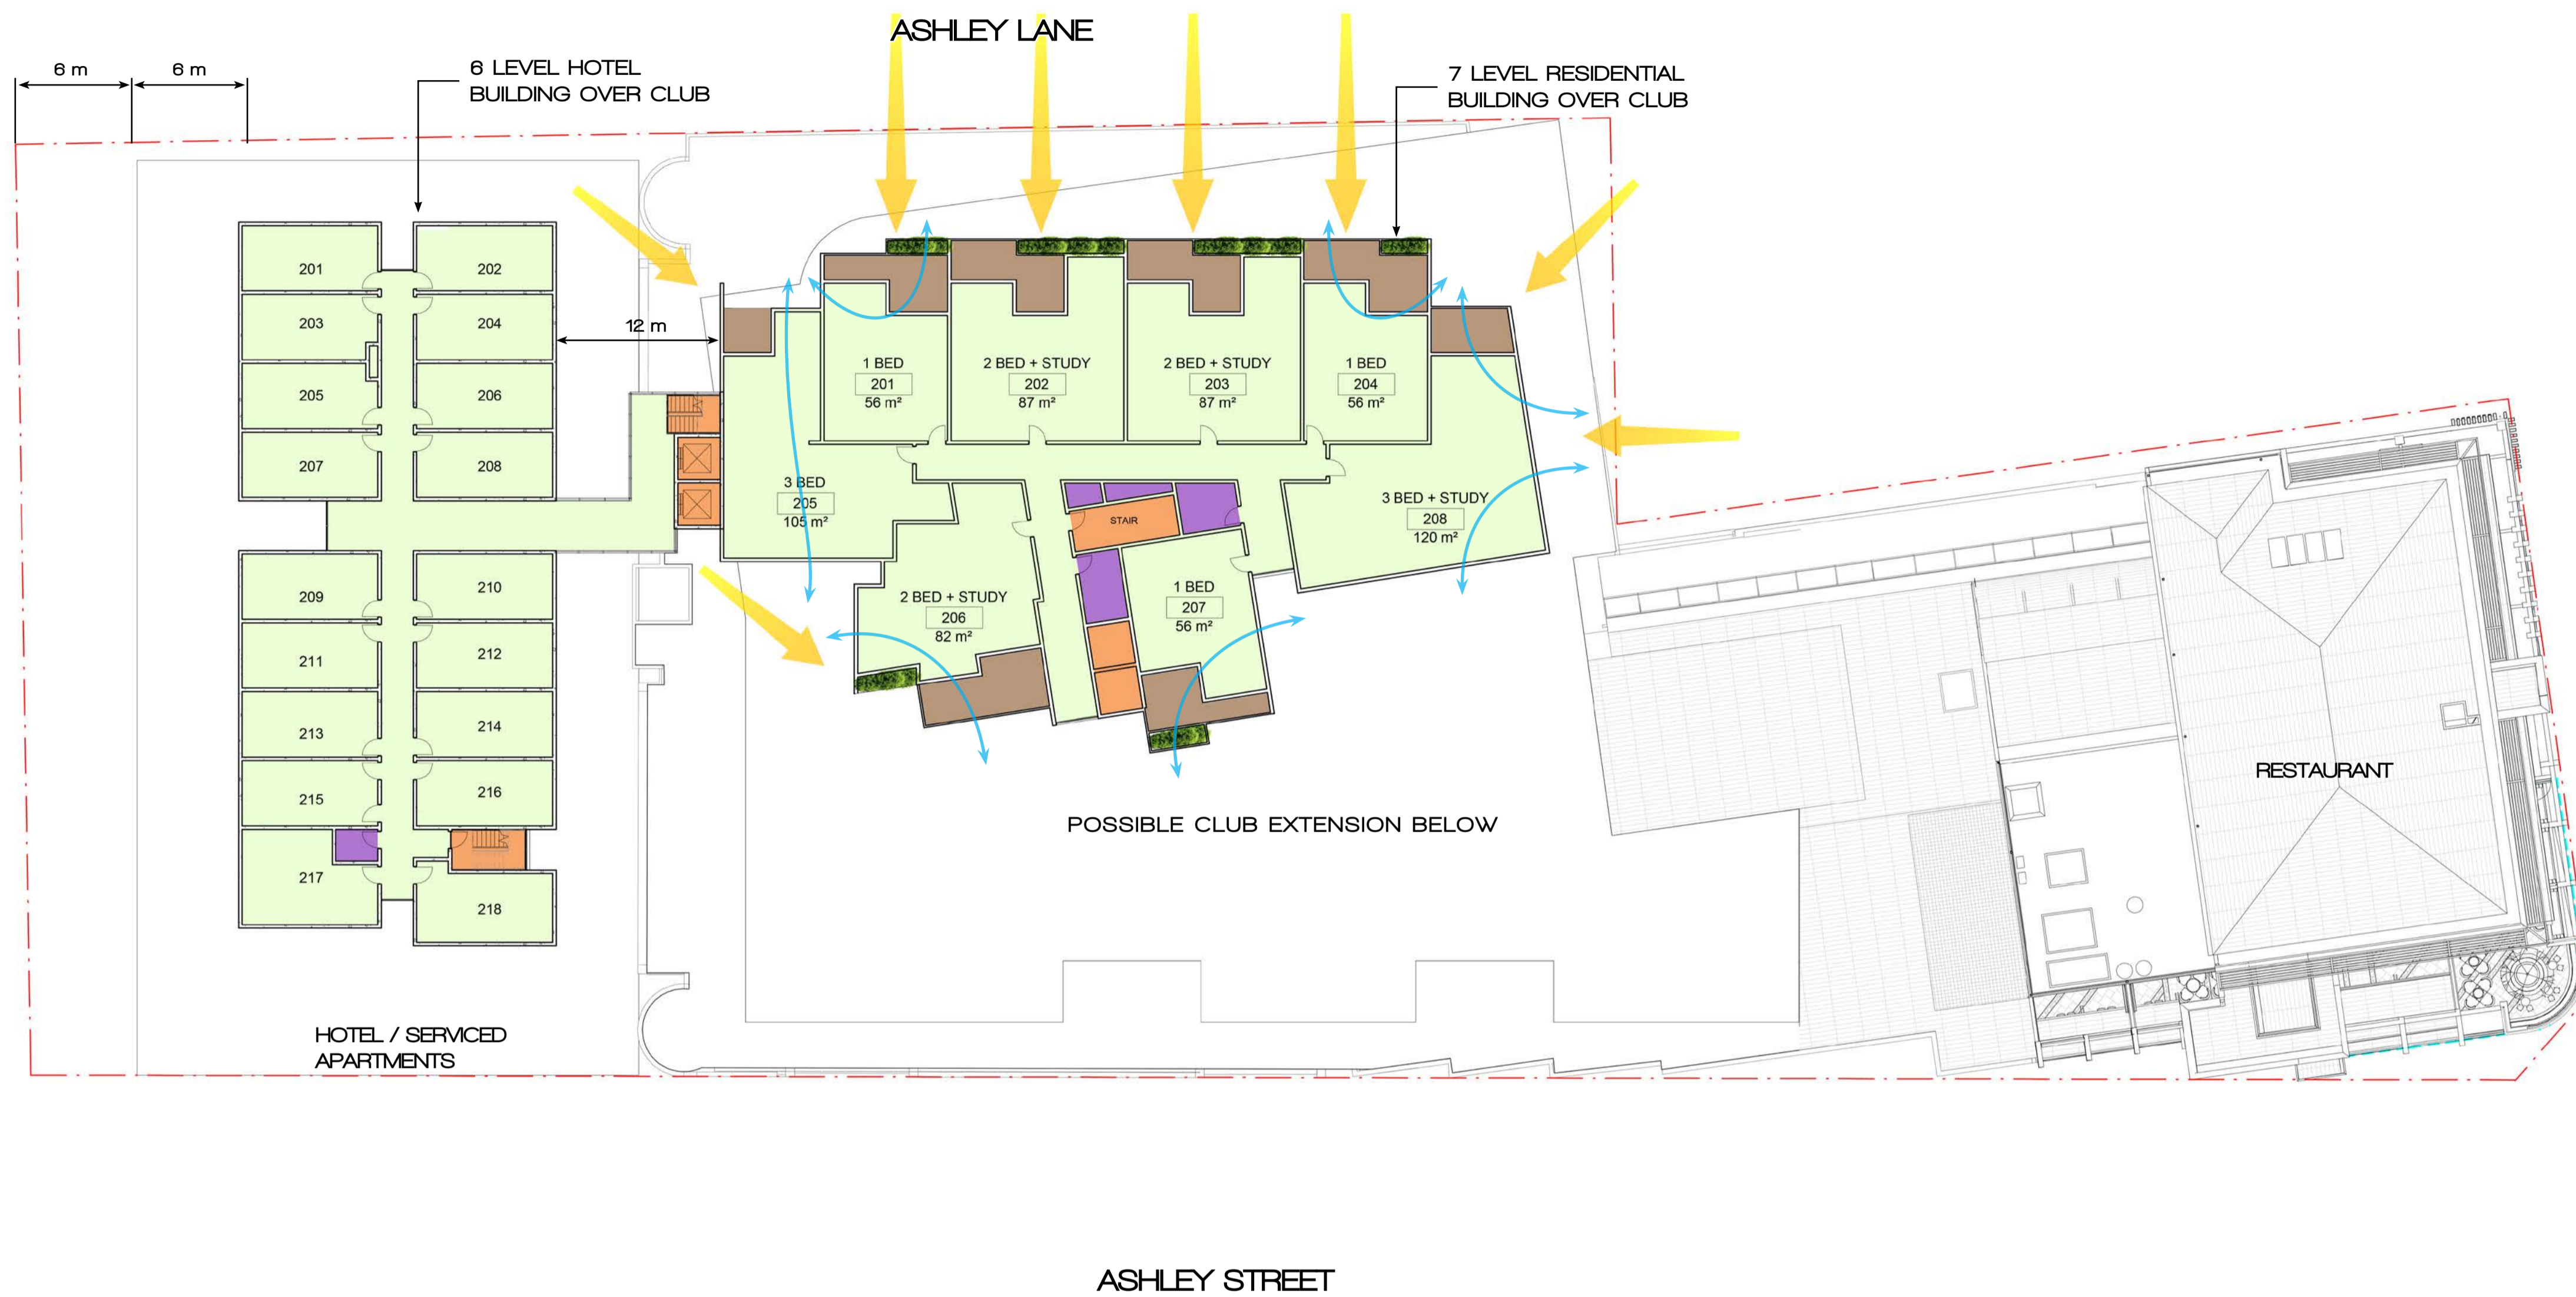 ASHLEY LANE
6 m
6 m
6 LEVEL HOTEL
BUILDING OVER CLUB
7 LEVEL RESIDENTIAL
BUILDING OVER CLUB
201
202
203
204
12 m
205
206
207
208
209
210
211
212
213
214
215
216
217
218
1 BED
201
56 m²
2 BED + STUDY
202
87 m²
2 BED + STUDY
203
87 m²
1 BED
204
56 m²
3 BED
205
105 m²
STAIR
3 BED + STUDY
208
120 m²
2 BED + STUDY
206
82 m²
1 BED
207
56 m²
RESTAURANT
POSSIBLE CLUB EXTENSION BELOW
HOTEL / SERVICED
APARTMENTS
ASHLEY STREET